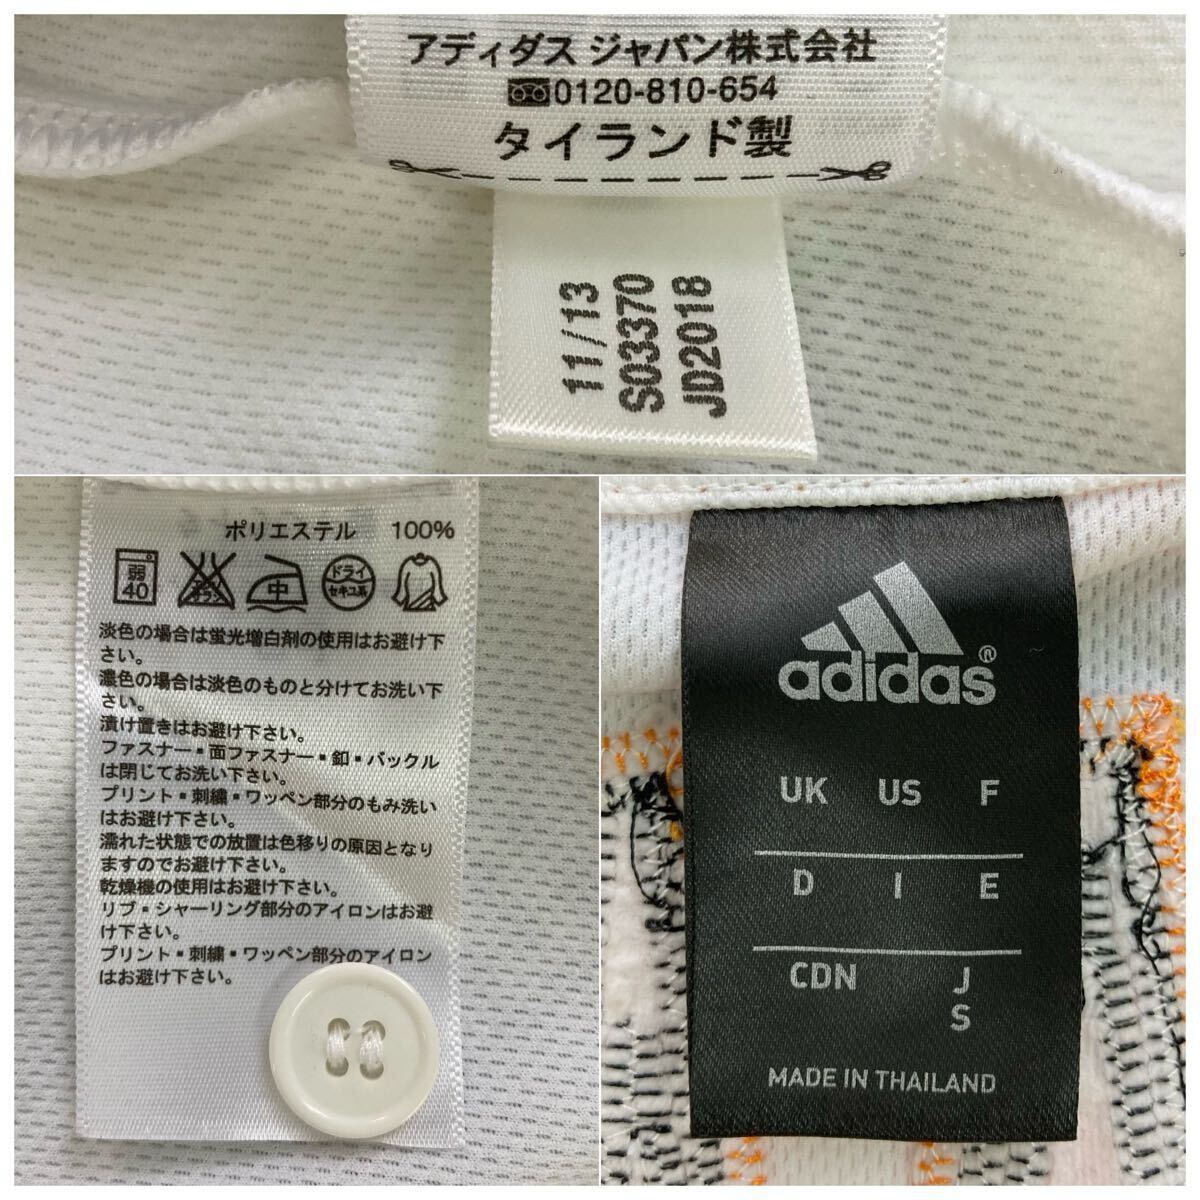 アディダス ジャパン株式会社
0120-810-654
タイランド製
11/13
S03370
JD2018
ポリエステル 100%
弱 40 中 ドライ セキユ系
淡色の場合は蛍光増白剤の使用はお避け下
さい。
濃色の場合は淡色のものと分けてお洗い下
さい。
漬け置きはお避け下さい。
ファスナー・面ファスナー・釦・バックル
は閉じてお洗い下さい。
プリント・刺繍・ワッペン部分のもみ洗い
はお避け下さい。
濡れた状態での放置は色移りの原因となり
ますのでお避け下さい。
乾燥機の使用はお避け下さい。
リブ・シャーリング部分のアイロンはお避
け下さい。
プリント・刺繍・ワッペン部分のアイロン
はお避け下さい。
adidas®
UK US F
D I E
CDN J
S
MADE IN THAILAND